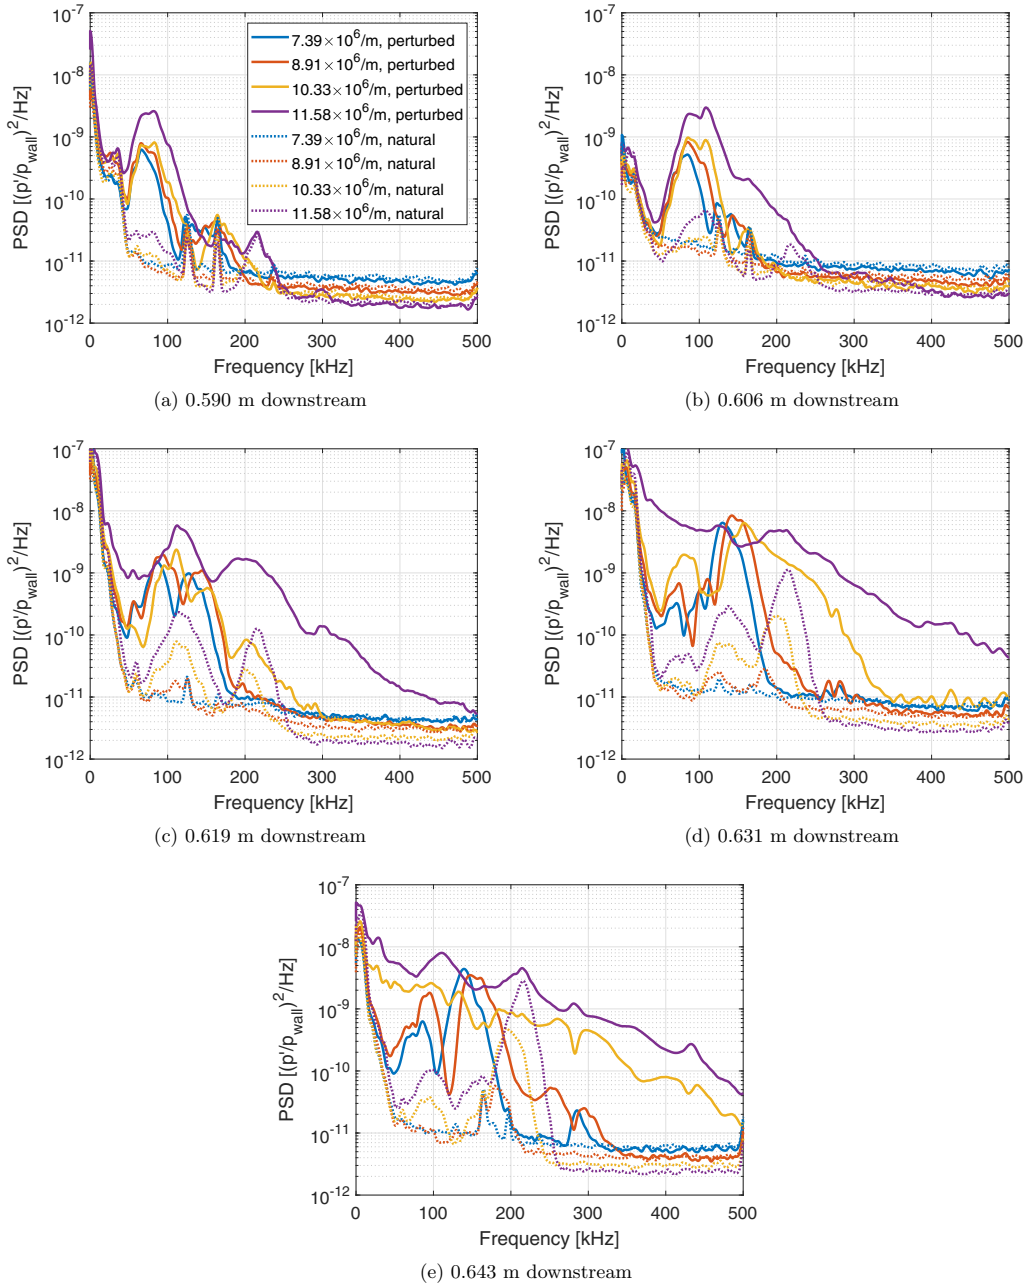 10^-7
10^-8
10^-9
10^-10
10^-11
10^-12
PSD [(p'/p_wall)^2/Hz]
7.39×10^6/m, perturbed
8.91×10^6/m, perturbed
10.33×10^6/m, perturbed
11.58×10^6/m, perturbed
7.39×10^6/m, natural
8.91×10^6/m, natural
10.33×10^6/m, natural
11.58×10^6/m, natural
0 100 200 300 400 500
Frequency [kHz]
(a) 0.590 m downstream
10^-7
10^-8
10^-9
10^-10
10^-11
10^-12
PSD [(p'/p_wall)^2/Hz]
0 100 200 300 400 500
Frequency [kHz]
(b) 0.606 m downstream
10^-7
10^-8
10^-9
10^-10
10^-11
10^-12
PSD [(p'/p_wall)^2/Hz]
0 100 200 300 400 500
Frequency [kHz]
(c) 0.619 m downstream
10^-7
10^-8
10^-9
10^-10
10^-11
10^-12
PSD [(p'/p_wall)^2/Hz]
0 100 200 300 400 500
Frequency [kHz]
(d) 0.631 m downstream
10^-7
10^-8
10^-9
10^-10
10^-11
10^-12
PSD [(p'/p_wall)^2/Hz]
0 100 200 300 400 500
Frequency [kHz]
(e) 0.643 m downstream